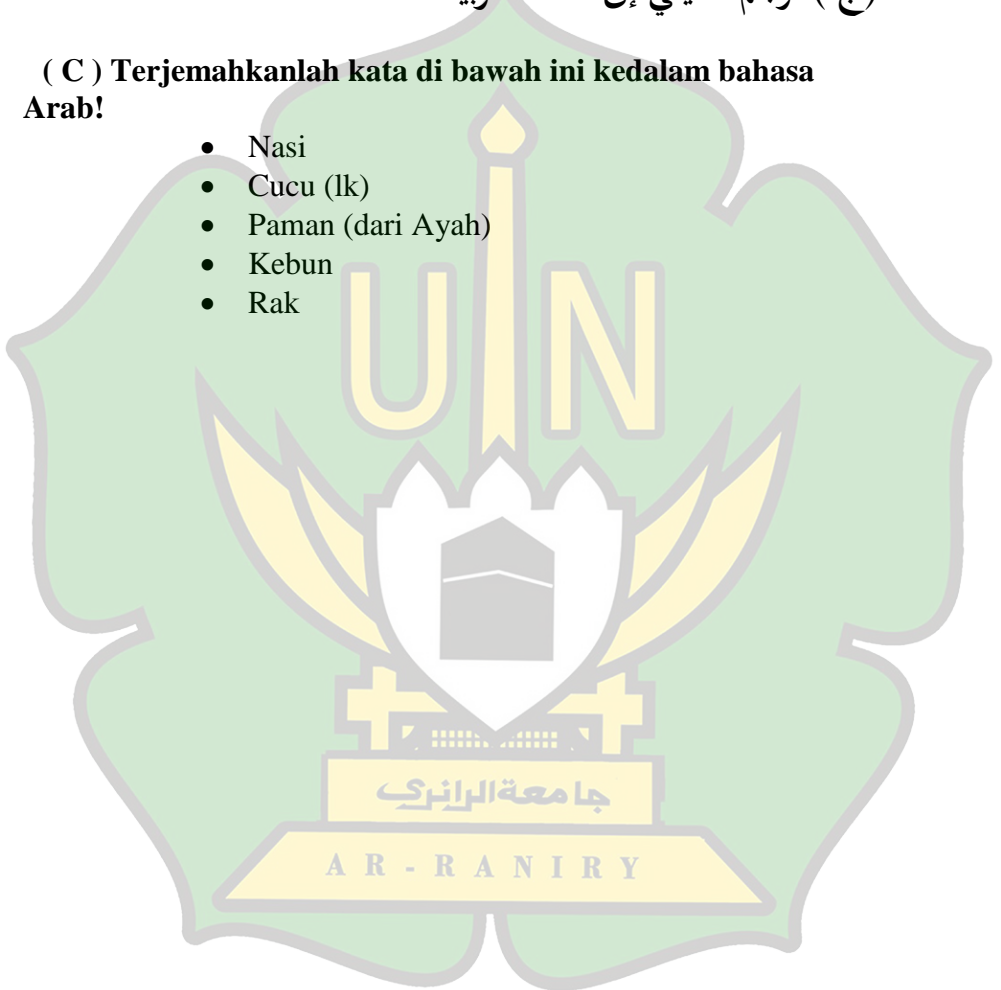 ( C ) Terjemahkanlah kata di bawah ini kedalam bahasa
Arab!
• Nasi
• Cucu (lk)
• Paman (dari Ayah)
• Kebun
• Rak
UIN
جامعة الرانري
AR-RANIRY